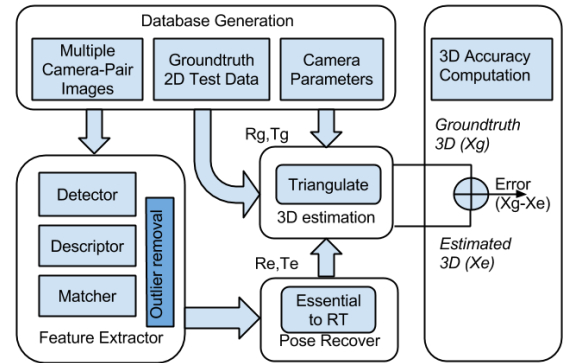 Database Generation
Multiple
Camera-Pair
Images
Groundtruth
2D Test Data
Camera
Parameters
3D Accuracy
Computation
Rg,Tg
Groundtruth
3D (Xg)
Detector
Descriptor
Matcher
Outlier removal
Feature Extractor
Triangulate
3D estimation
Error
(Xg-Xe)
Estimated
3D (Xe)
Re,Te
Essential
to RT
Pose Recover